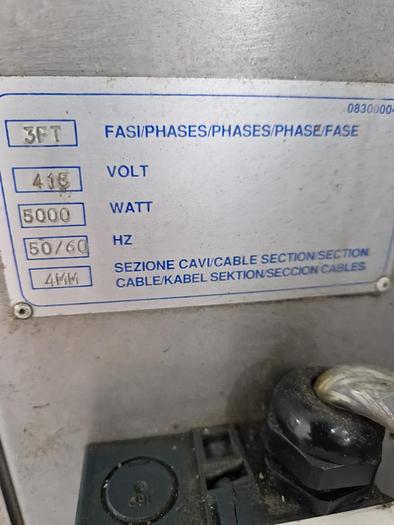 08300004
3FT FASI/PHASES/PHASES/PHASE/FASE
415 VOLT
5000 WATT
50/60 HZ
4MM SEZIONE CAVI/CABLE SECTION/SECTION
CABLE/KABEL SEKTION/SECCION CABLES